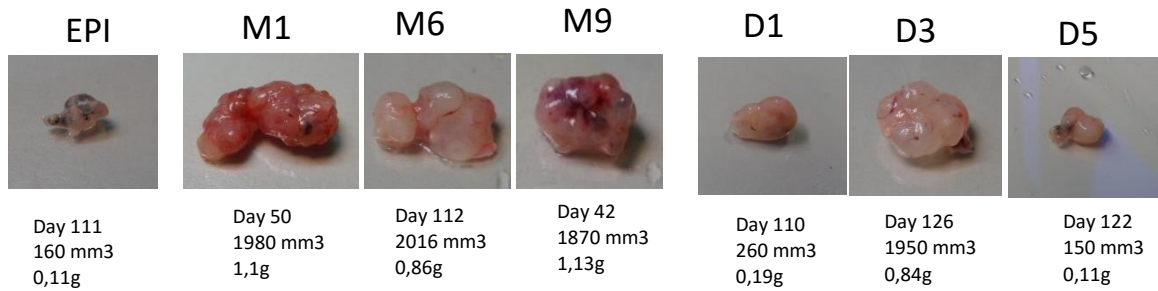 EPI
M1
M6
M9
D1
D3
D5
Day 111
160 mm3
0,11g
Day 50
1980 mm3
1,1g
Day 112
2016 mm3
0,86g
Day 42
1870 mm3
1,13g
Day 110
260 mm3
0,19g
Day 126
1950 mm3
0,84g
Day 122
150 mm3
0,11g